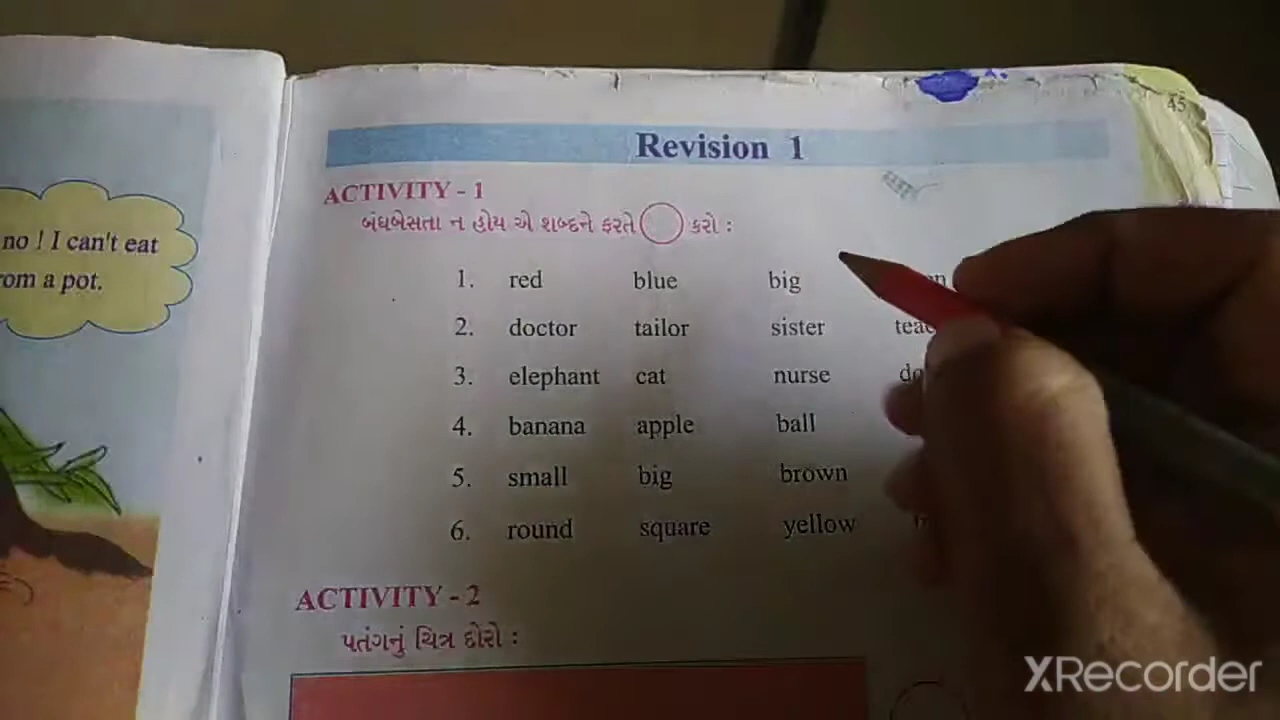 45
Revision 1
no ! I can't eat
om a pot.
ACTIVITY - 1
બંધબેસતા ન હોય એ શબ્દને ફરતે કરો :
1. red blue big
2. doctor tailor sister
3. elephant cat nurse
4. banana apple ball
5. small big brown
6. round square yellow
ACTIVITY - 2
પતંગનું ચિત્ર દોરો :
XRecorder